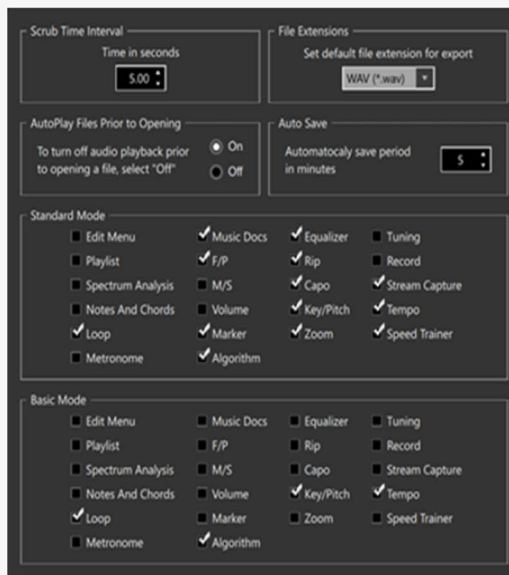 Scrub Time Interval
Time in seconds
5.00
File Extensions
Set default file extension for export
WAV (*.wav)
AutoPlay Files Prior to Opening
To turn off audio playback prior
to opening a file, select "Off"
On
Off
Auto Save
Automatocaly save period
in minutes
5
Standard Mode
Edit Menu Music Docs Equalizer Tuning
Playlist F/P Rip Record
Spectrum Analysis M/S Capo Stream Capture
Notes And Chords Volume Key/Pitch Tempo
Loop Marker Zoom Speed Trainer
Metronome Algorithm
Basic Mode
Edit Menu Music Docs Equalizer Tuning
Playlist F/P Rip Record
Spectrum Analysis M/S Capo Stream Capture
Notes And Chords Volume Key/Pitch Tempo
Loop Marker Zoom Speed Trainer
Metronome Algorithm